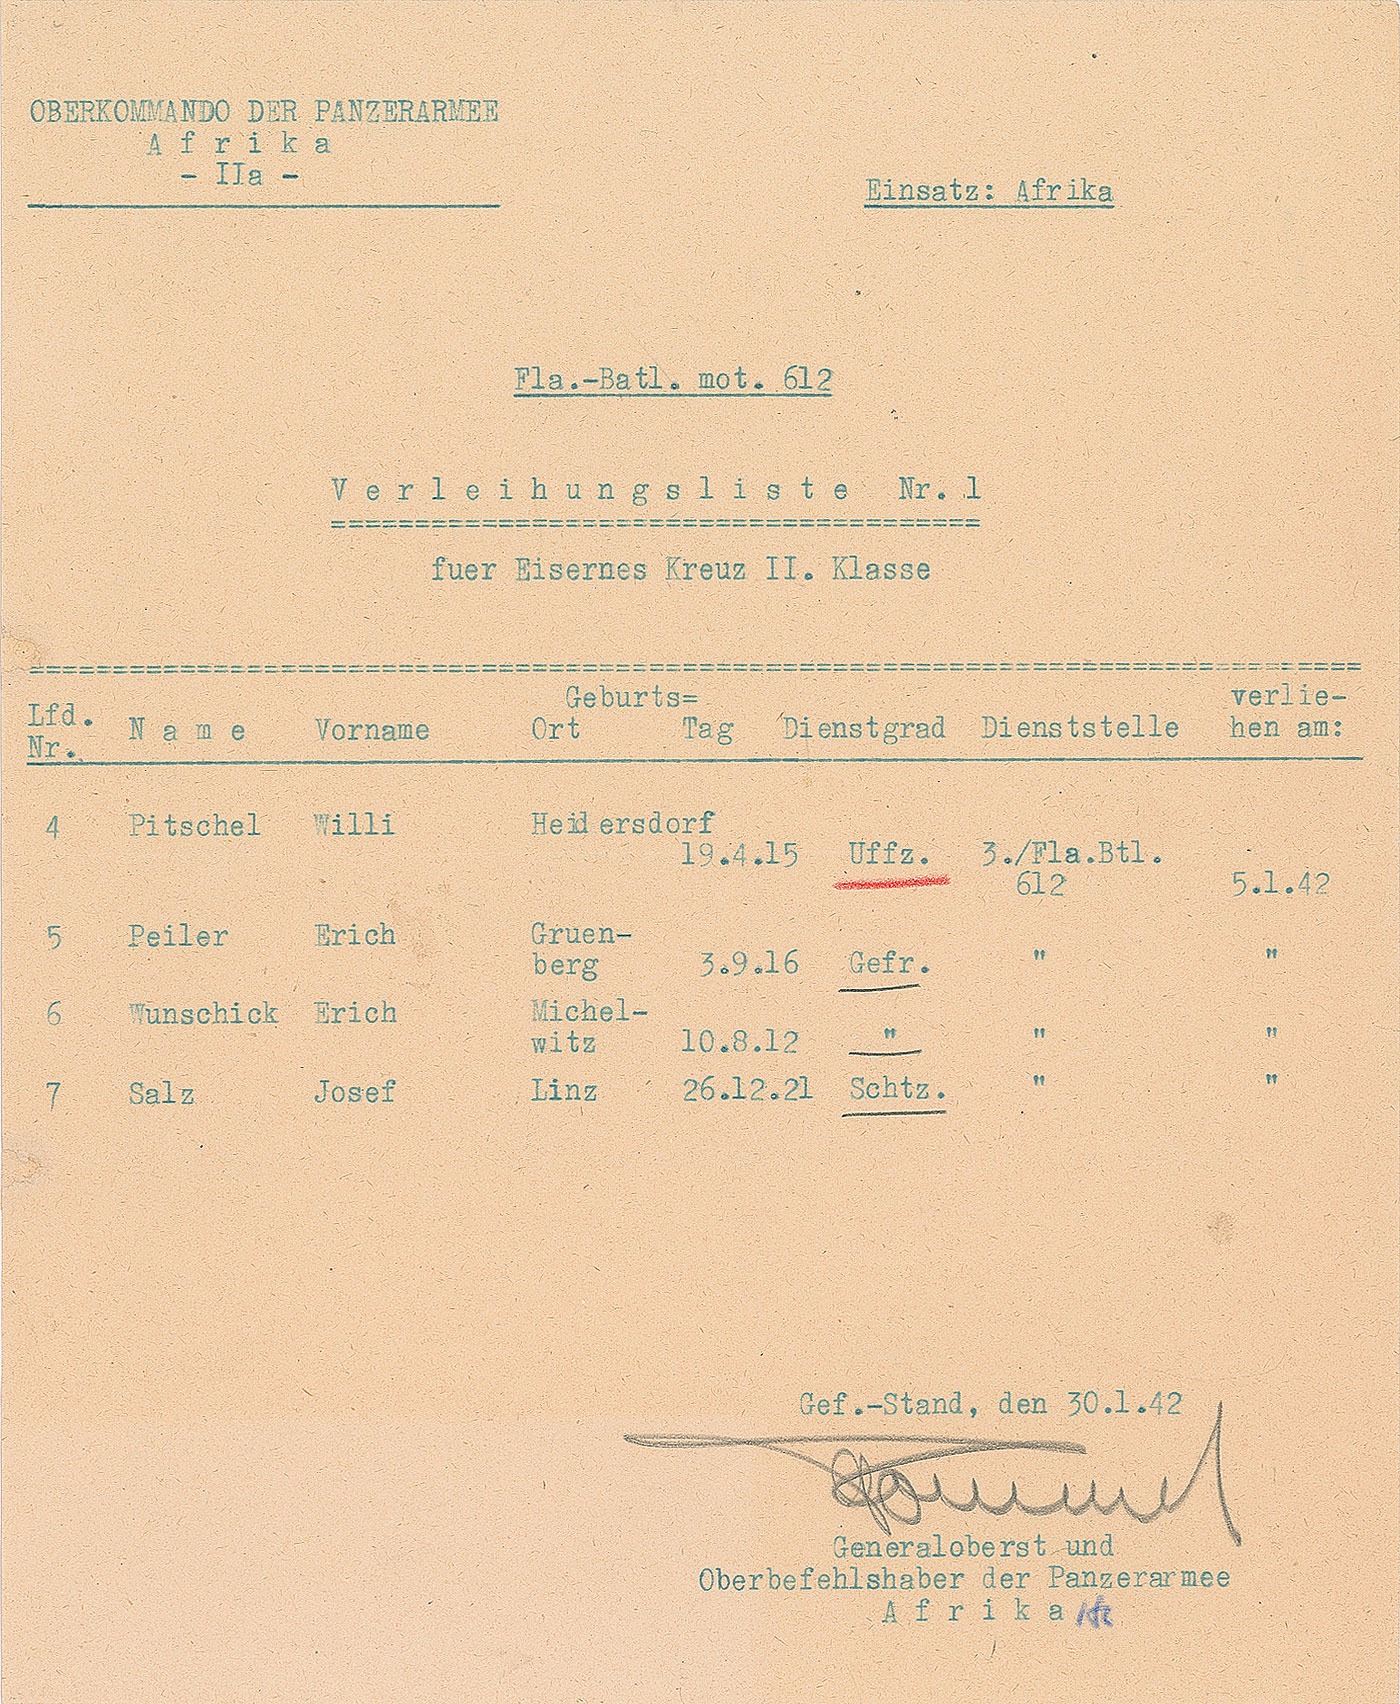 OBERKOMMANDO DER PANZERARMEE
A f r i k a
- IIa -
Einsatz: Afrika
Fla.-Batl. mot. 612
V e r l e i h u n g s l i s t e  Nr. 1
=======================================
fuer Eisernes Kreuz II. Klasse
================================================================================
Lfd. Nr. N a m e Vorname Geburts= Ort Tag Dienstgrad Dienststelle verlie- hen am:
4 Pitschel Willi Heidersdorf
19.4.15 Uffz. 3./Fla.Btl.
612 5.1.42
5 Peiler Erich Gruen-
berg 3.9.16 Gefr. " "
6 Wunschick Erich Michel-
witz 10.8.12 " " "
7 Salz Josef Linz 26.12.21 Schtz. " "
Gef.-Stand, den 30.1.42
Rommel
Generaloberst und
Oberbefehlshaber der Panzerarmee
A f r i k a